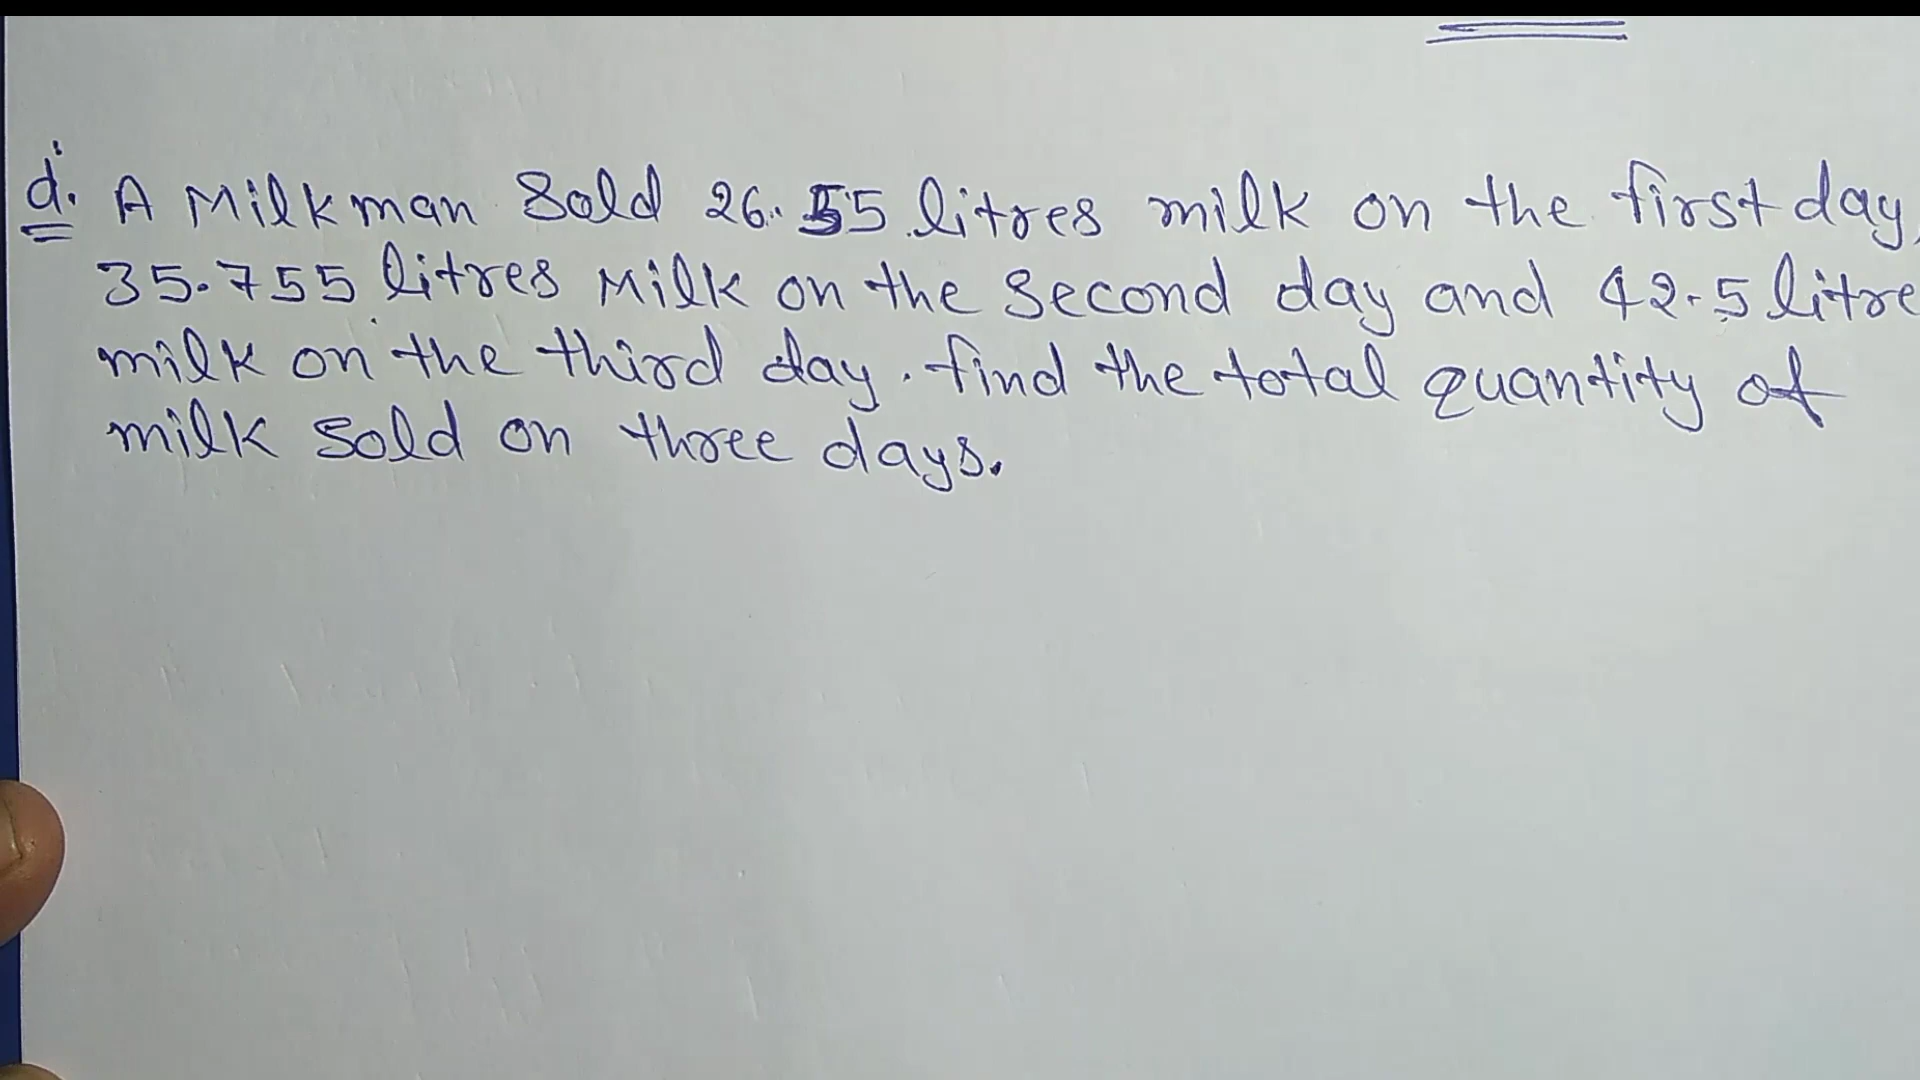 d. A Milkman Sold 26.55 litres milk on the first day,
35.755 litres Milk on the Second day and 42.5 litre
milk on the third day. find the total quantity of
milk sold on three days.